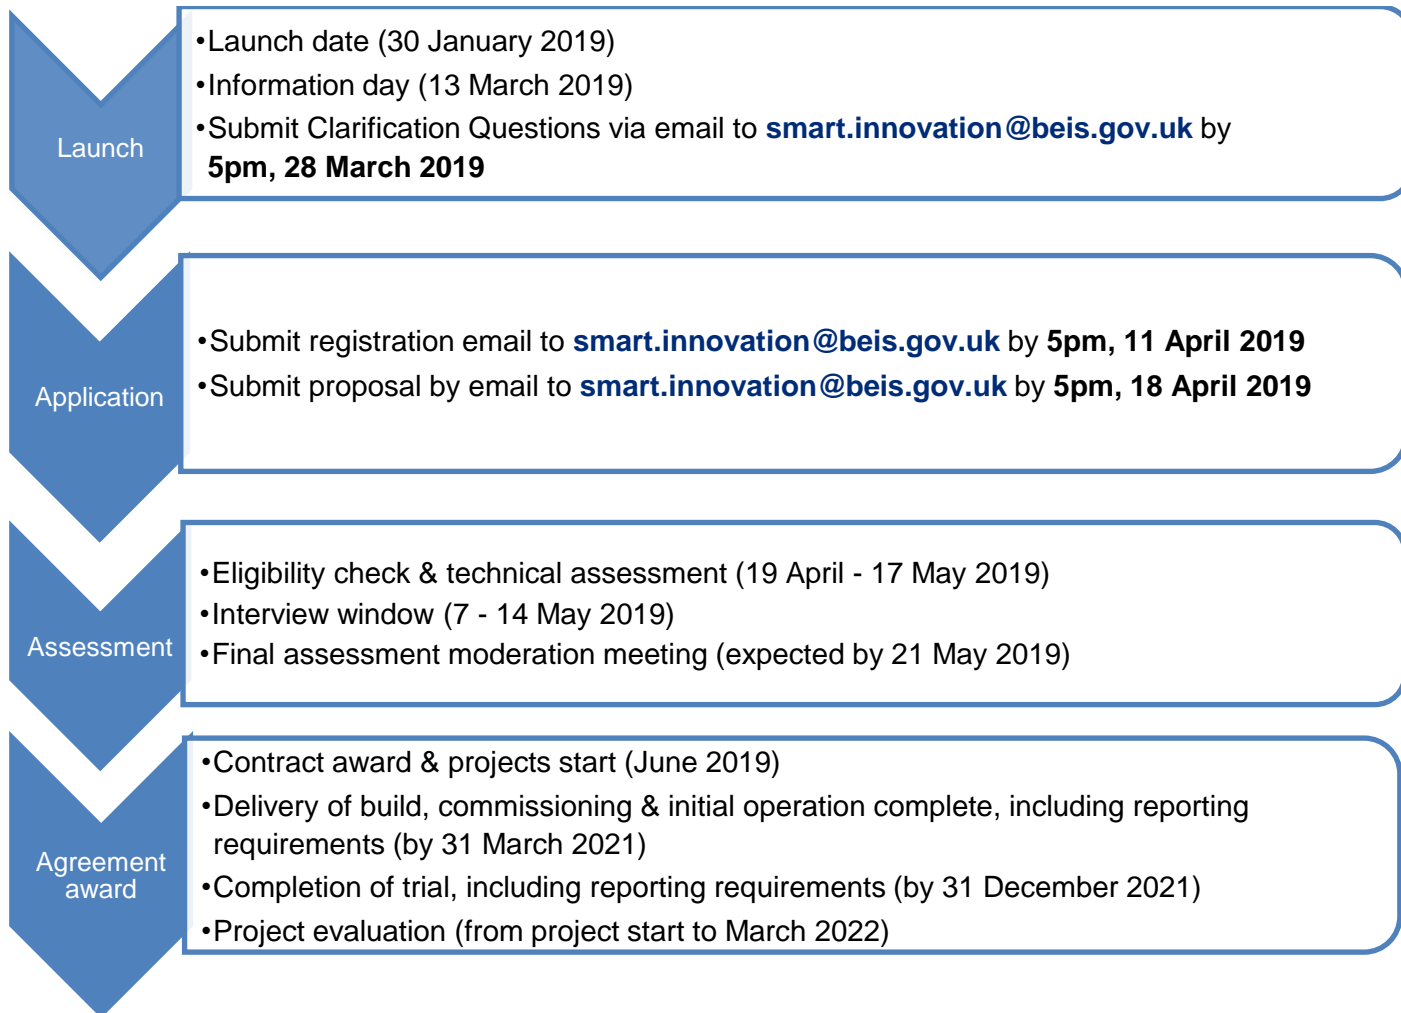 Launch
•Launch date (30 January 2019)
•Information day (13 March 2019)
•Submit Clarification Questions via email to smart.innovation@beis.gov.uk by
5pm, 28 March 2019
Application
•Submit registration email to smart.innovation@beis.gov.uk by 5pm, 11 April 2019
•Submit proposal by email to smart.innovation@beis.gov.uk by 5pm, 18 April 2019
Assessment
•Eligibility check & technical assessment (19 April - 17 May 2019)
•Interview window (7 - 14 May 2019)
•Final assessment moderation meeting (expected by 21 May 2019)
Agreement
award
•Contract award & projects start (June 2019)
•Delivery of build, commissioning & initial operation complete, including reporting
requirements (by 31 March 2021)
•Completion of trial, including reporting requirements (by 31 December 2021)
•Project evaluation (from project start to March 2022)